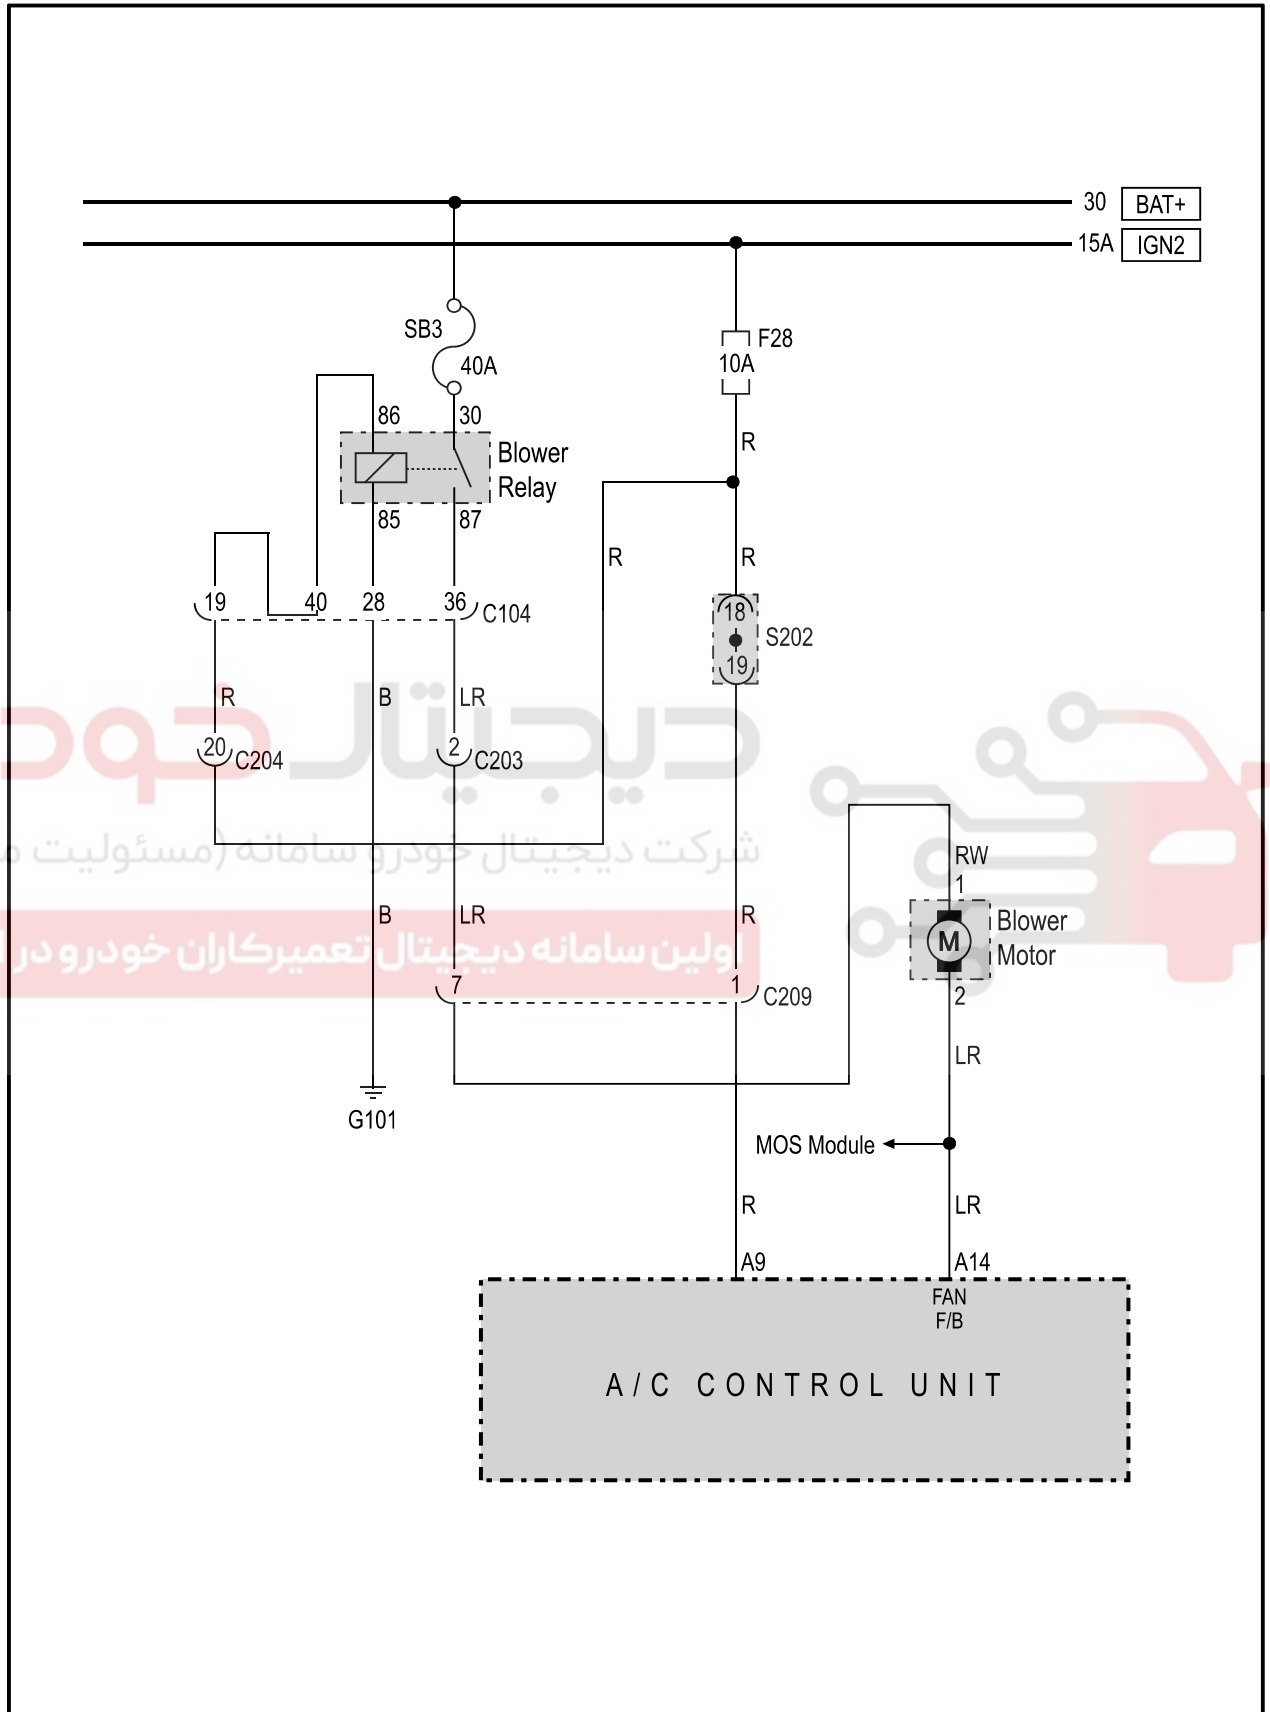 30 BAT+
15A IGN2
SB3
40A
F28
10A
86 30
Blower
Relay
R
85 87
R R
19 40 28 36 C104
18
S202
19
R B LR
دیجیتال خودر
20 C204 2 C203
شرکت دیجیتال خودرو سامانه (مسئولیت م
RW
1
B LR R
Blower
Motor
M
اولین سامانه دیجیتال تعمیرکاران خودرو در ا
7 1 C209
2
LR
G101
MOS Module
R LR
A9 A14
FAN
F/B
A/C CONTROL UNIT